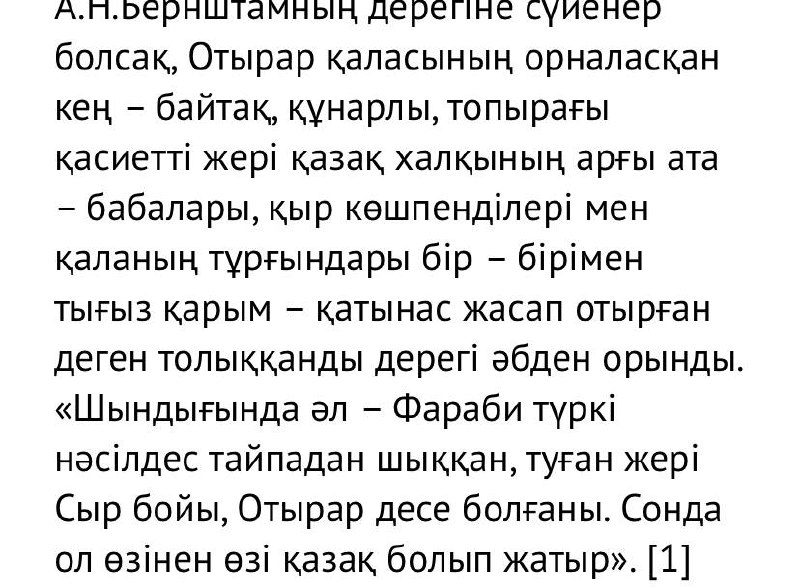 А.Н.Бернштамның дерегіне сүйенер
болсақ, Отырар қаласының орналасқан
кең – байтақ, құнарлы, топырағы
қасиетті жері қазақ халқының арғы ата
– бабалары, қыр көшпенділері мен
қаланың тұрғындары бір – бірімен
тығыз қарым – қатынас жасап отырған
деген толыққанды дерегі әбден орынды.
«Шындығында әл – Фараби түркі
нәсілдес тайпадан шыққан, туған жері
Сыр бойы, Отырар десе болғаны. Сонда
ол өзінен өзі қазақ болып жатыр». [1]